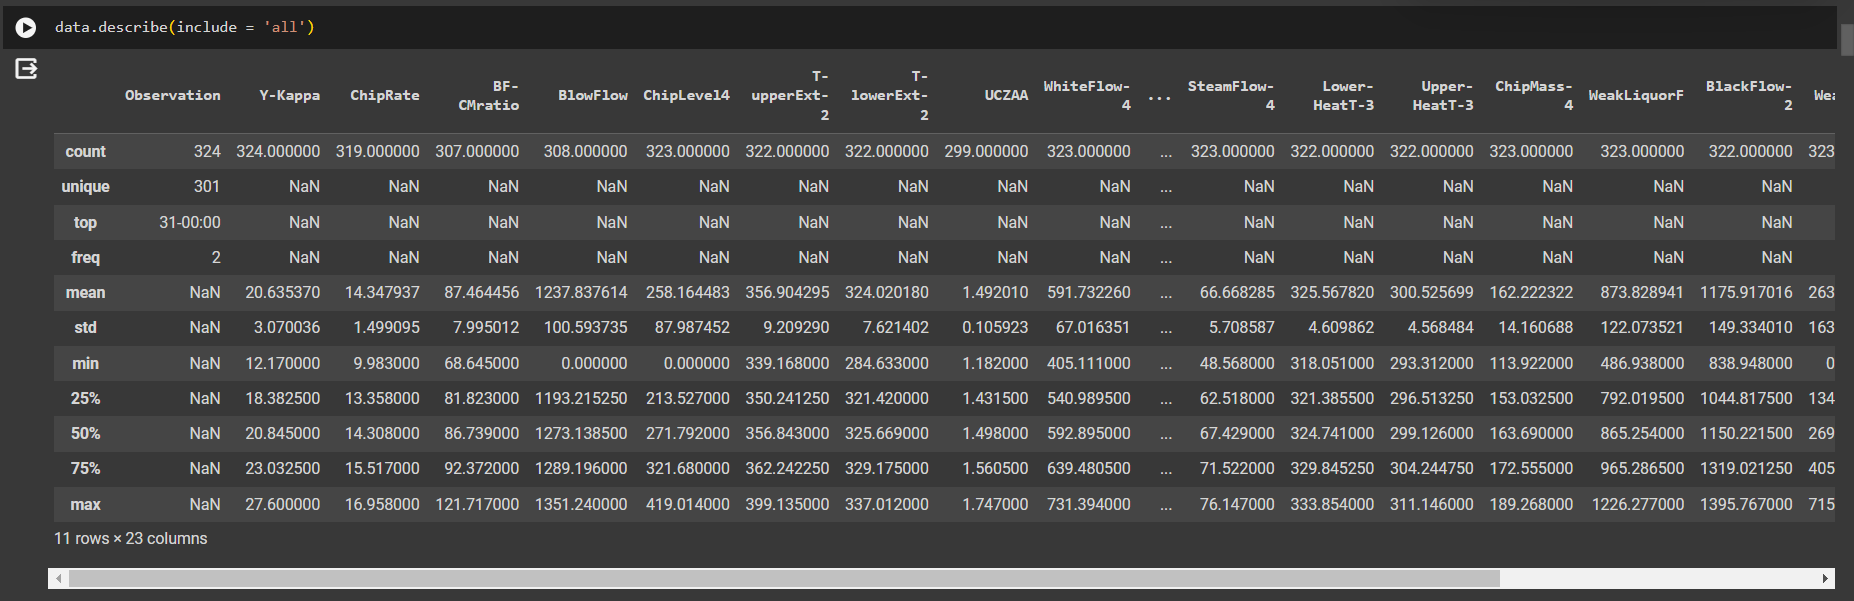 data.describe(include = 'all')
Observation Y-Kappa ChipRate BF-CMratio BlowFlow ChipLevel4 T-upperExt-2 T-lowerExt-2 UCZAA WhiteFlow-4 ... SteamFlow-4 Lower-HeatT-3 Upper-HeatT-3 ChipMass-4 WeakLiquorF BlackFlow-2 Wea
count 324 324.000000 319.000000 307.000000 308.000000 323.000000 322.000000 322.000000 299.000000 323.000000 ... 323.000000 322.000000 322.000000 323.000000 323.000000 322.000000 323
unique 301 NaN NaN NaN NaN NaN NaN NaN NaN NaN ... NaN NaN NaN NaN NaN NaN
top 31-00:00 NaN NaN NaN NaN NaN NaN NaN NaN NaN ... NaN NaN NaN NaN NaN NaN
freq 2 NaN NaN NaN NaN NaN NaN NaN NaN NaN ... NaN NaN NaN NaN NaN NaN
mean NaN 20.635370 14.347937 87.464456 1237.837614 258.164483 356.904295 324.020180 1.492010 591.732260 ... 66.668285 325.567820 300.525699 162.222322 873.828941 1175.917016 263
std NaN 3.070036 1.499095 7.995012 100.593735 87.987452 9.209290 7.621402 0.105923 67.016351 ... 5.708587 4.609862 4.568484 14.160688 122.073521 149.334010 163
min NaN 12.170000 9.983000 68.645000 0.000000 0.000000 339.168000 284.633000 1.182000 405.111000 ... 48.568000 318.051000 293.312000 113.922000 486.938000 838.948000 0
25% NaN 18.382500 13.358000 81.823000 1193.215250 213.527000 350.241250 321.420000 1.431500 540.989500 ... 62.518000 321.385500 296.513250 153.032500 792.019500 1044.817500 134
50% NaN 20.845000 14.308000 86.739000 1273.138500 271.792000 356.843000 325.669000 1.498000 592.895000 ... 67.429000 324.741000 299.126000 163.690000 865.254000 1150.221500 269
75% NaN 23.032500 15.517000 92.372000 1289.196000 321.680000 362.242250 329.175000 1.560500 639.480500 ... 71.522000 329.845250 304.244750 172.555000 965.286500 1319.021250 405
max NaN 27.600000 16.958000 121.717000 1351.240000 419.014000 399.135000 337.012000 1.747000 731.394000 ... 76.147000 333.854000 311.146000 189.268000 1226.277000 1395.767000 715
11 rows × 23 columns